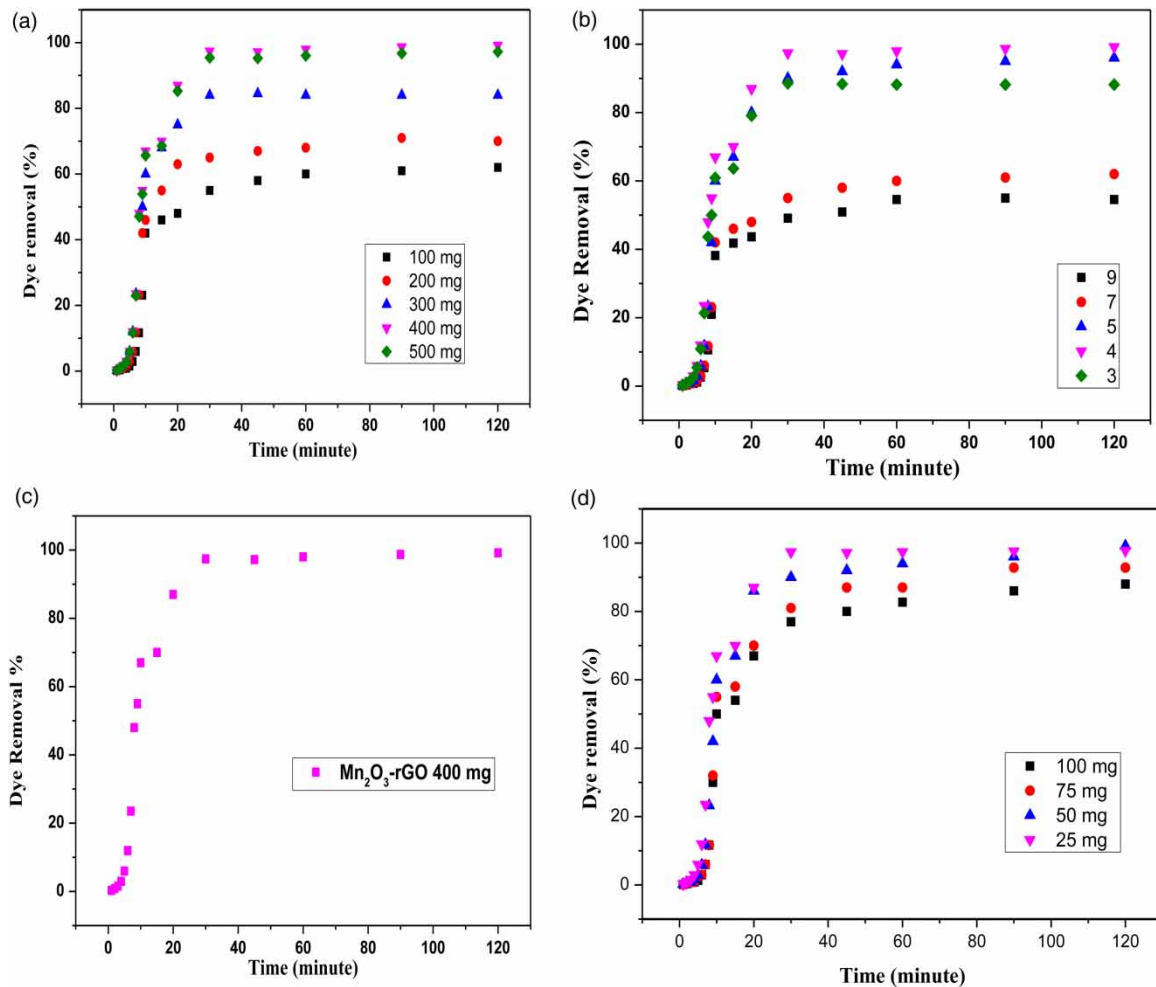 (a)
100
80
60
40
20
0
Dye removal (%)
0 20 40 60 80 100 120
Time (minute)
100 mg
200 mg
300 mg
400 mg
500 mg
(b)
100
80
60
40
20
0
Dye Removal (%)
0 20 40 60 80 100 120
Time (minute)
9
7
5
4
3
(c)
100
80
60
40
20
0
Dye Removal %
0 20 40 60 80 100 120
Time (minute)
Mn₂O₃-rGO 400 mg
(d)
100
80
60
40
20
0
Dye removal (%)
0 20 40 60 80 100 120
Time (minute)
100 mg
75 mg
50 mg
25 mg